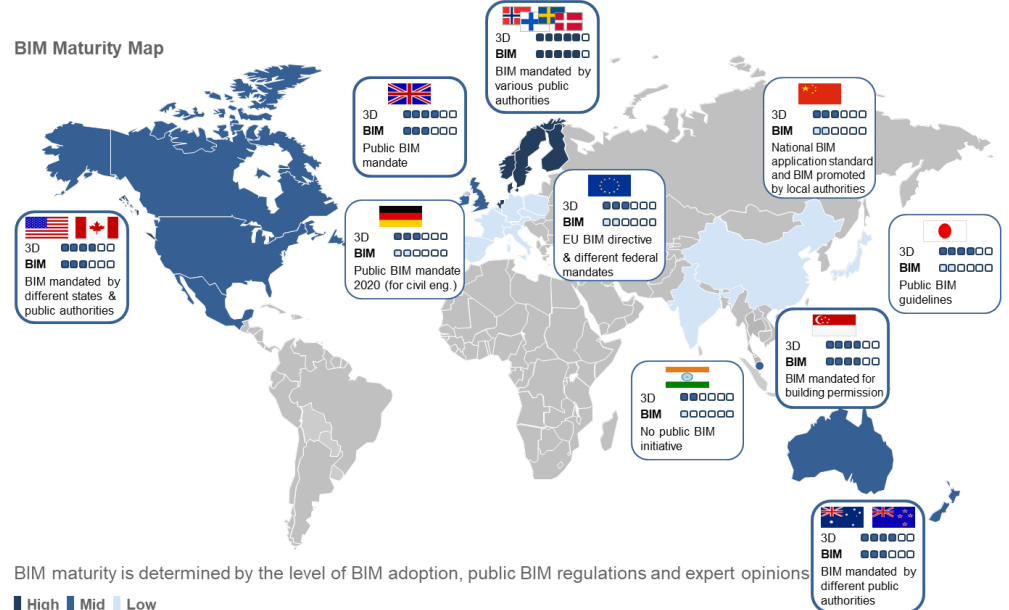 BIM Maturity Map
3D
BIM
BIM mandated by
various public
authorities
3D
BIM
Public BIM
mandate
3D
BIM
National BIM
application standard
and BIM promoted
by local authorities
3D
BIM
EU BIM directive
& different federal
mandates
3D
BIM
Public BIM mandate
2020 (for civil eng.)
3D
BIM
BIM mandated by
different states &
public authorities
3D
BIM
Public BIM
guidelines
3D
BIM
BIM mandated for
building permission
3D
BIM
No public BIM
initiative
3D
BIM
BIM mandated by
different public
authorities
BIM maturity is determined by the level of BIM adoption, public BIM regulations and expert opinions
High Mid Low